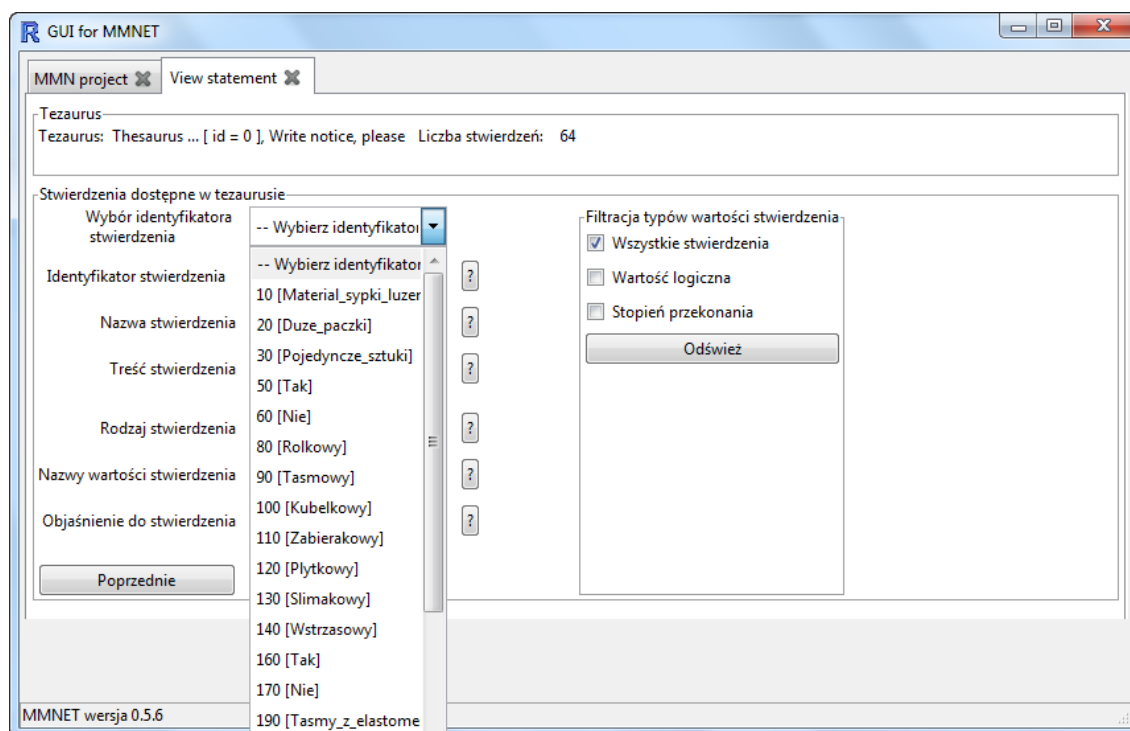 GUI for MMNET
MMN project
View statement
Tezaurus
Tezaurus: Thesaurus ... [ id = 0 ], Write notice, please Liczba stwierdzeń: 64
Stwierdzenia dostępne w tezaurusie
Wybór identyfikatora
stwierdzenia
-- Wybierz identyfikator
-- Wybierz identyfikator
10 [Material_sypki_luzer
20 [Duze_paczki]
30 [Pojedyncze_sztuki]
50 [Tak]
60 [Nie]
80 [Rolkowy]
90 [Tasmowy]
100 [Kubelkowy]
110 [Zabierakowy]
120 [Plytkowy]
130 [Slimakowy]
140 [Wstrzasowy]
160 [Tak]
170 [Nie]
190 [Tasmy_z_elastome
Identyfikator stwierdzenia
?
Nazwa stwierdzenia
?
Treść stwierdzenia
?
Rodzaj stwierdzenia
?
Nazwy wartości stwierdzenia
?
Objaśnienie do stwierdzenia
?
Poprzednie
Filtracja typów wartości stwierdzenia
Wszystkie stwierdzenia
Wartość logiczna
Stopień przekonania
Odśwież
MMNET wersja 0.5.6